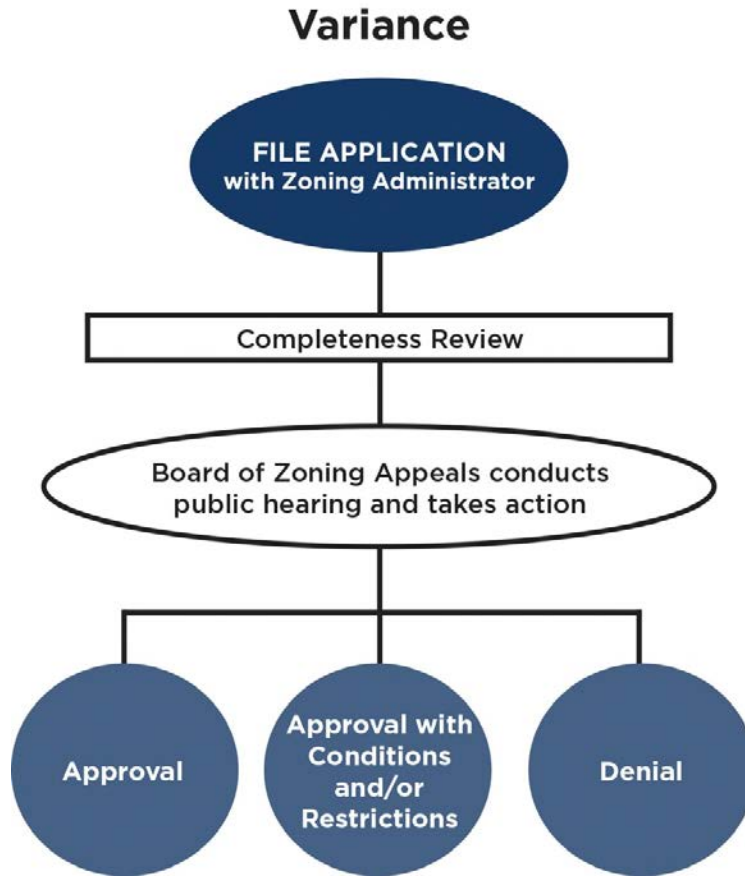 Variance
FILE APPLICATION
with Zoning Administrator
Completeness Review
Board of Zoning Appeals conducts
public hearing and takes action
Approval
Approval with
Conditions
and/or
Restrictions
Denial